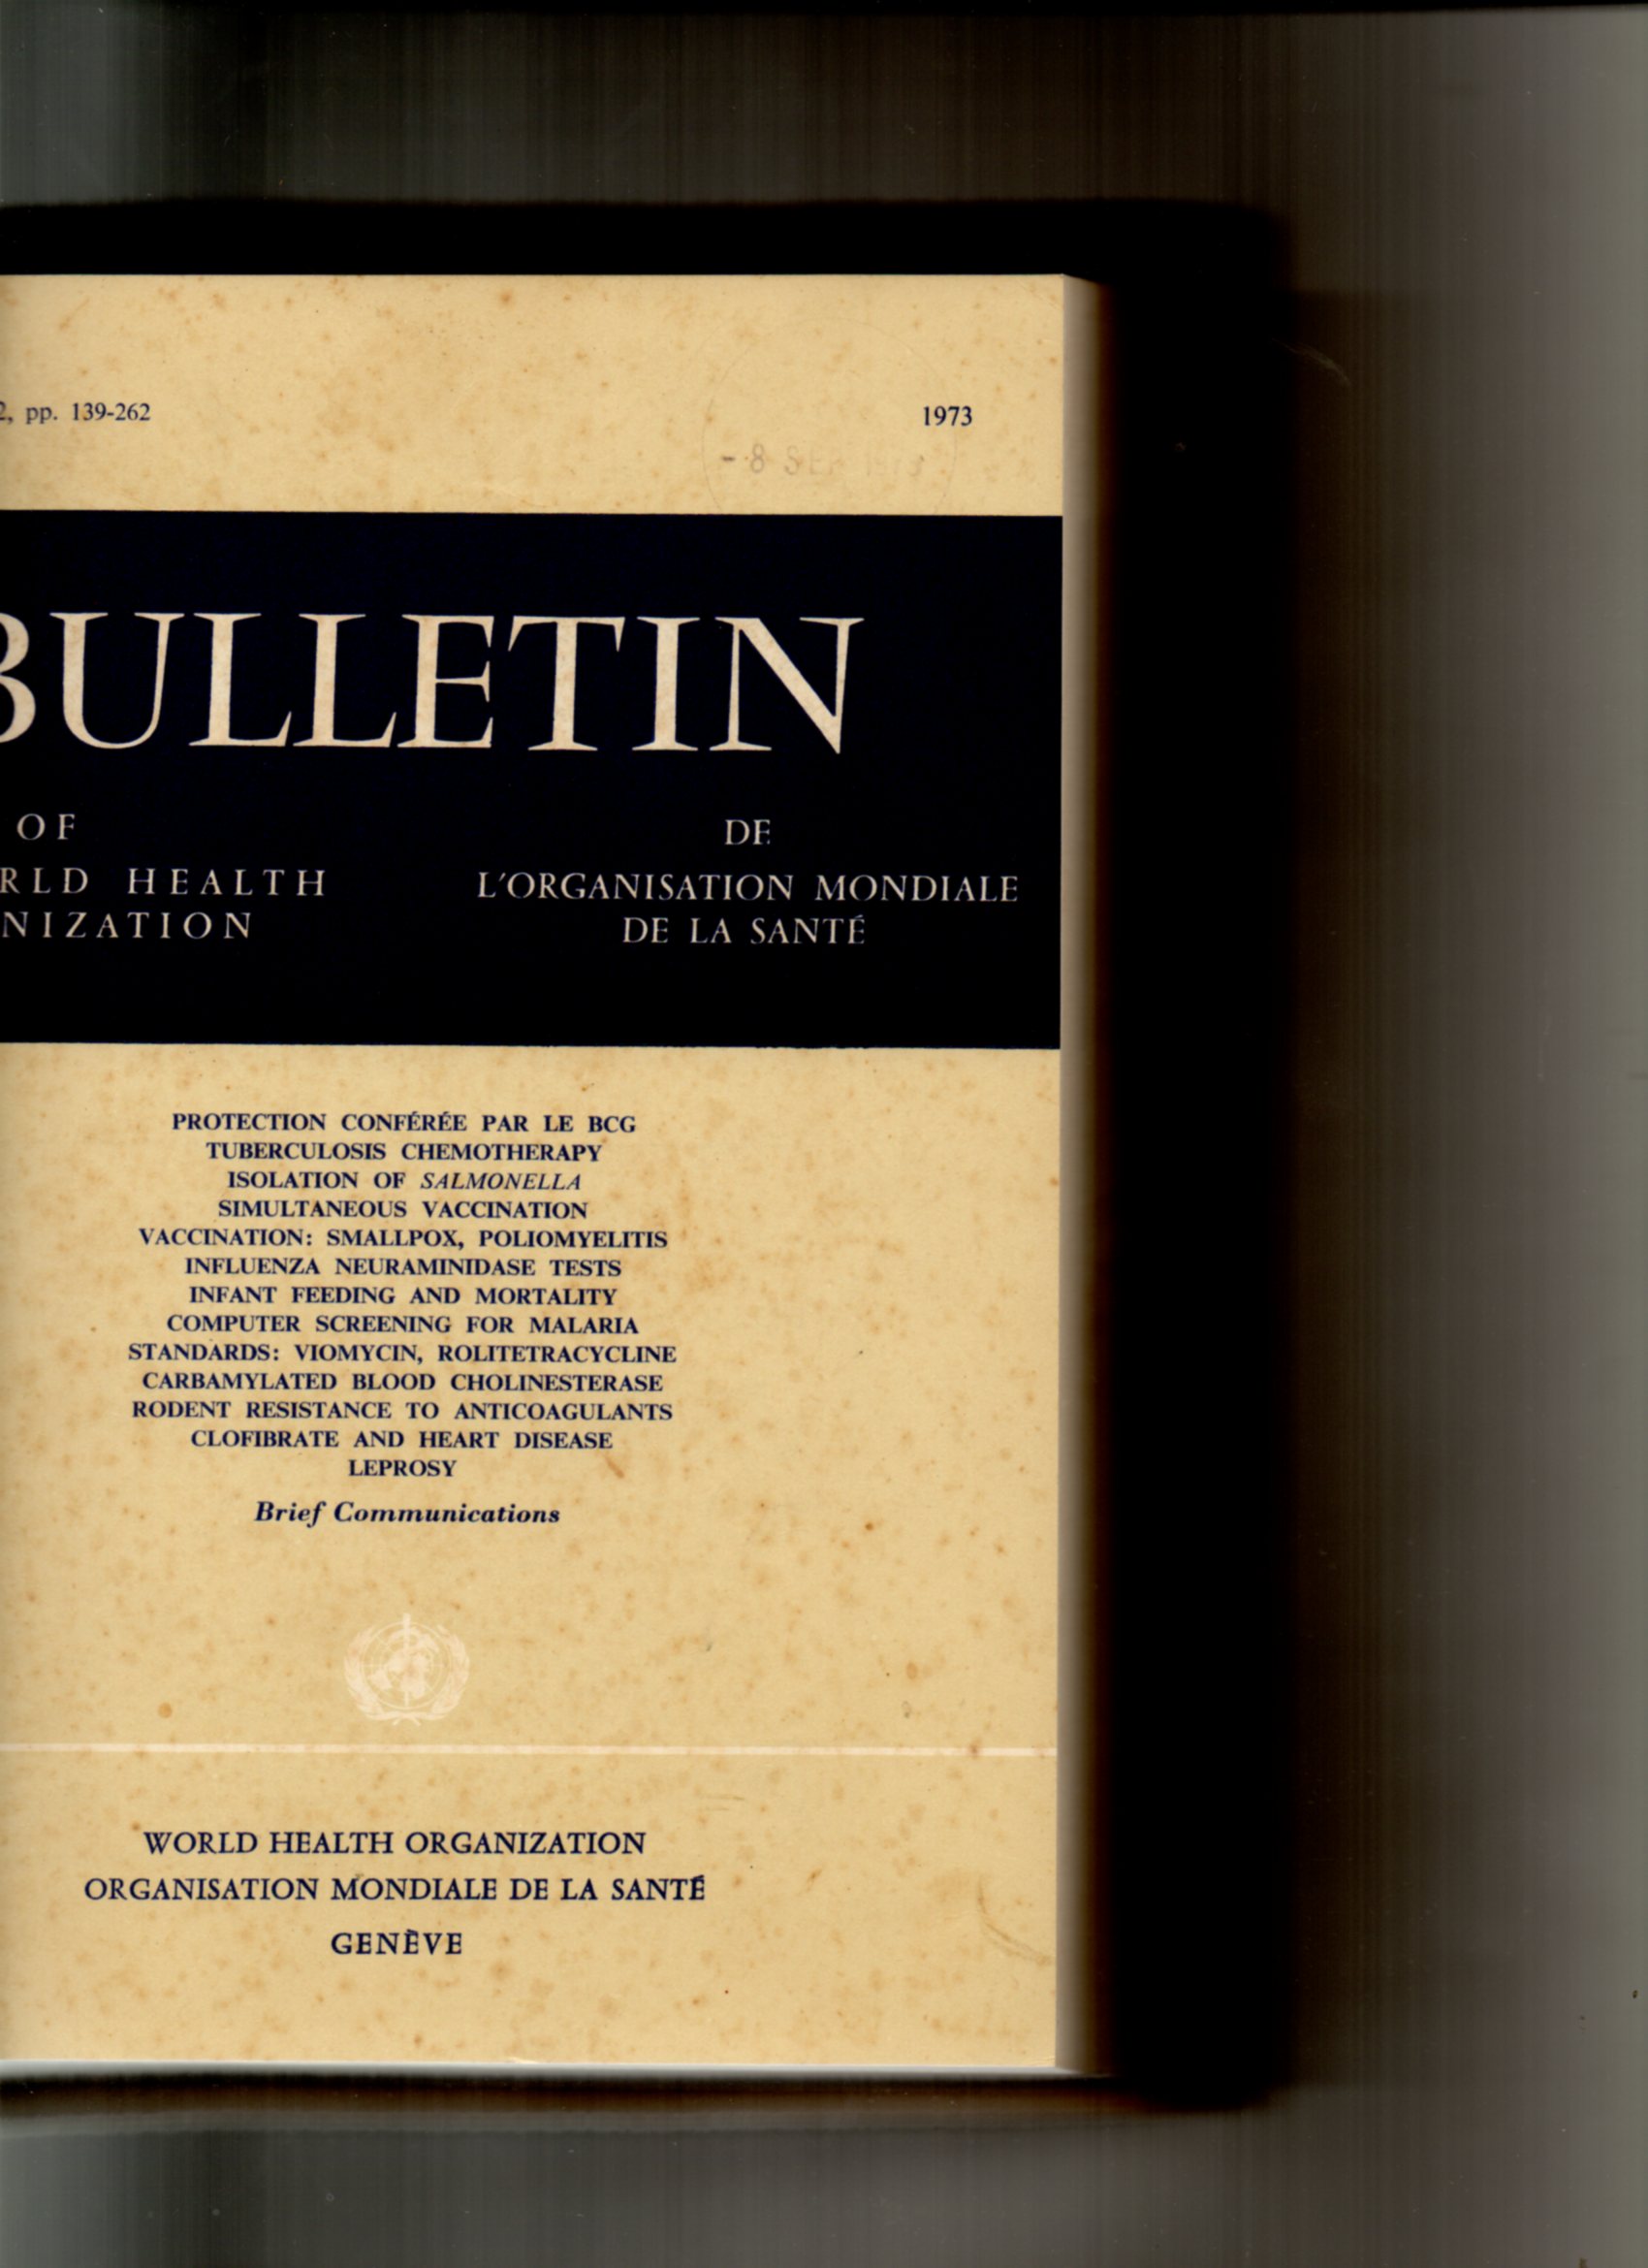 2, pp. 139-262 1973
- 8 SEP 1973
BULLETIN
OF
RLD HEALTH
NIZATION
DE
L'ORGANISATION MONDIALE
DE LA SANTÉ
PROTECTION CONFÉRÉE PAR LE BCG
TUBERCULOSIS CHEMOTHERAPY
ISOLATION OF SALMONELLA
SIMULTANEOUS VACCINATION
VACCINATION: SMALLPOX, POLIOMYELITIS
INFLUENZA NEURAMINIDASE TESTS
INFANT FEEDING AND MORTALITY
COMPUTER SCREENING FOR MALARIA
STANDARDS: VIOMYCIN, ROLITETRACYCLINE
CARBAMYLATED BLOOD CHOLINESTERASE
RODENT RESISTANCE TO ANTICOAGULANTS
CLOFIBRATE AND HEART DISEASE
LEPROSY
Brief Communications
WORLD HEALTH ORGANIZATION
ORGANISATION MONDIALE DE LA SANTÉ
GENÈVE